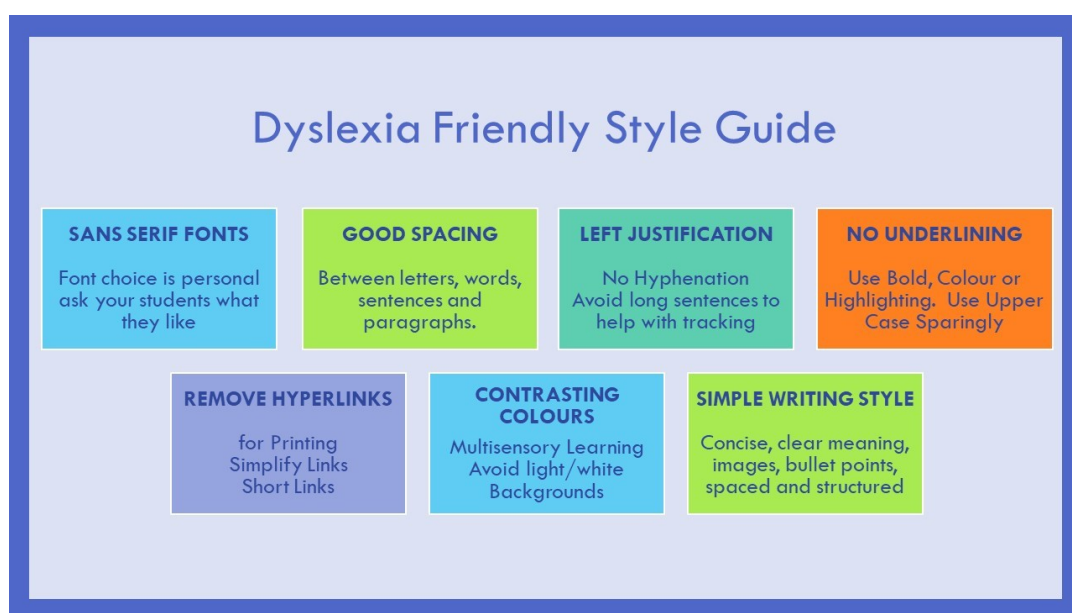 Dyslexia Friendly Style Guide
SANS SERIF FONTS
Font choice is personal
ask your students what
they like
GOOD SPACING
Between letters, words,
sentences and
paragraphs.
LEFT JUSTIFICATION
No Hyphenation
Avoid long sentences to
help with tracking
NO UNDERLINING
Use Bold, Colour or
Highlighting.  Use Upper
Case Sparingly
REMOVE HYPERLINKS
for Printing
Simplify Links
Short Links
CONTRASTING
COLOURS
Multisensory Learning
Avoid light/white
Backgrounds
SIMPLE WRITING STYLE
Concise, clear meaning,
images, bullet points,
spaced and structured